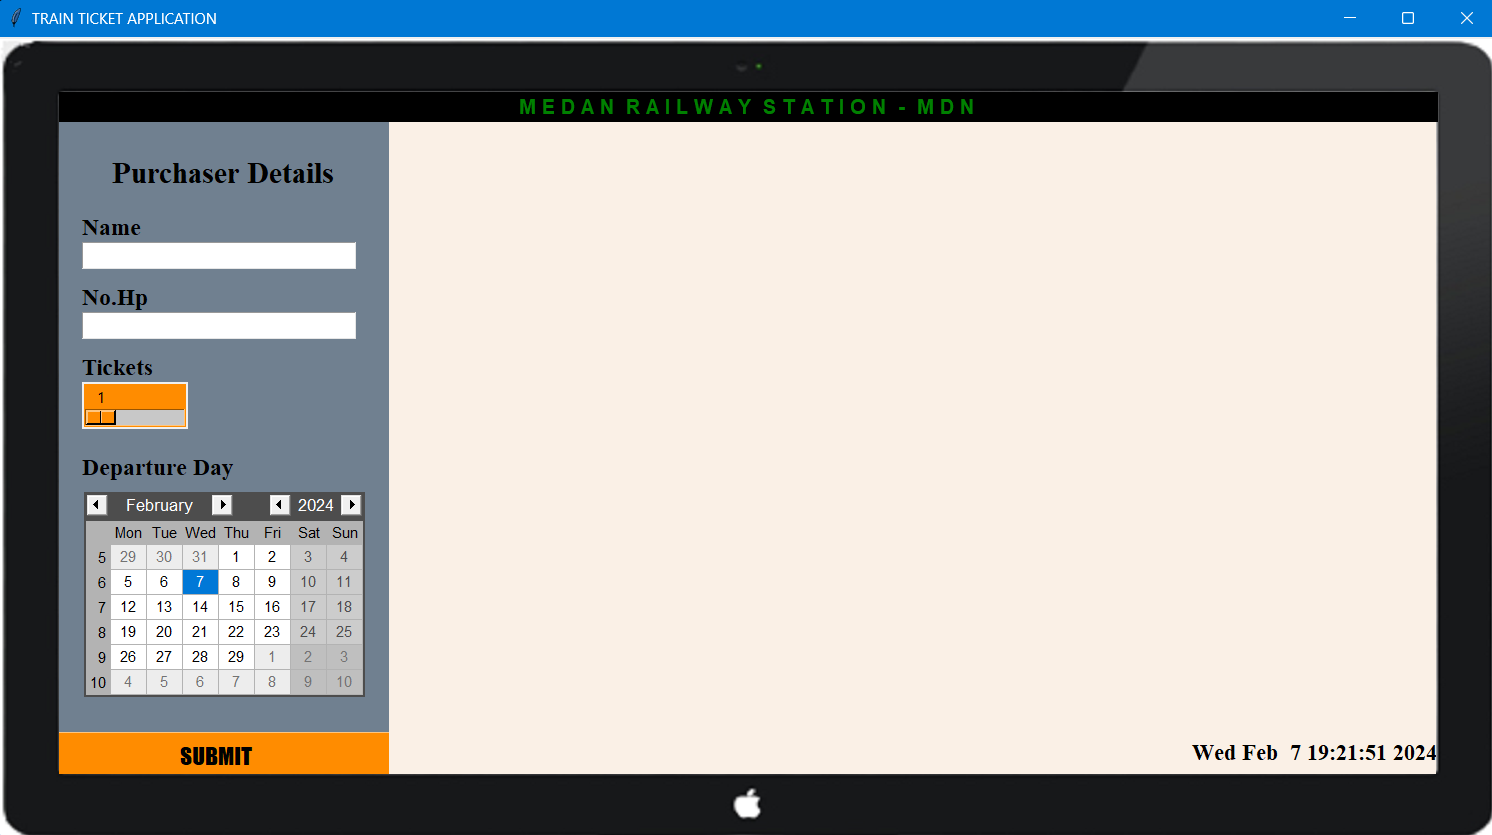 TRAIN TICKET APPLICATION
MEDAN RAILWAY STATION - MDN
Purchaser Details
Name
No.Hp
Tickets
1
Departure Day
February 2024
Mon Tue Wed Thu Fri Sat Sun
5 29 30 31 1 2 3 4
6 5 6 7 8 9 10 11
7 12 13 14 15 16 17 18
8 19 20 21 22 23 24 25
9 26 27 28 29 1 2 3
10 4 5 6 7 8 9 10
SUBMIT
Wed Feb  7 19:21:51 2024